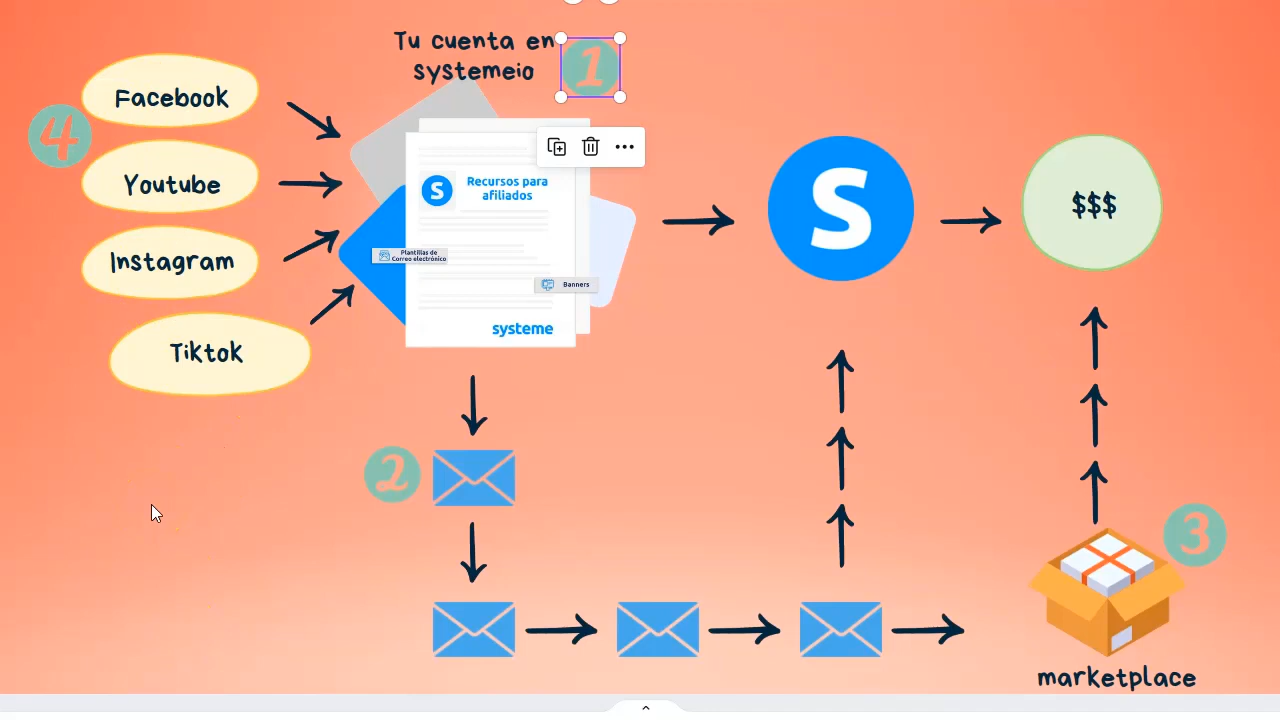 Tu cuenta en
systemeio
1
4
Facebook
Youtube
Instagram
Tiktok
S
Recursos para
afiliados
Plantillas de
Correo electrónico
Banners
systeme
S
$$$
2
3
marketplace